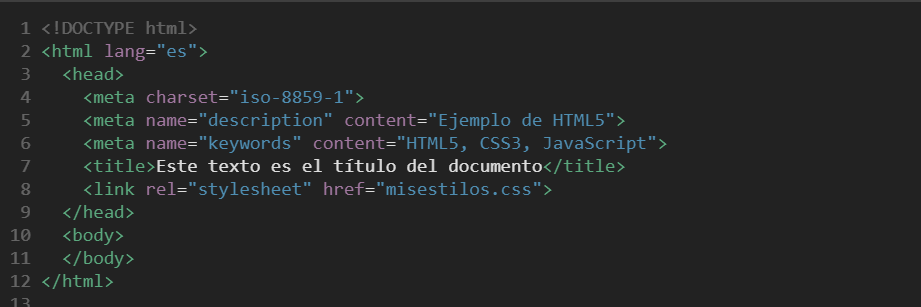 1 <!DOCTYPE html>
2 <html lang="es">
3   <head>
4     <meta charset="iso-8859-1">
5     <meta name="description" content="Ejemplo de HTML5">
6     <meta name="keywords" content="HTML5, CSS3, JavaScript">
7     <title>Este texto es el título del documento</title>
8     <link rel="stylesheet" href="misestilos.css">
9   </head>
10   <body>
11   </body>
12 </html>
13